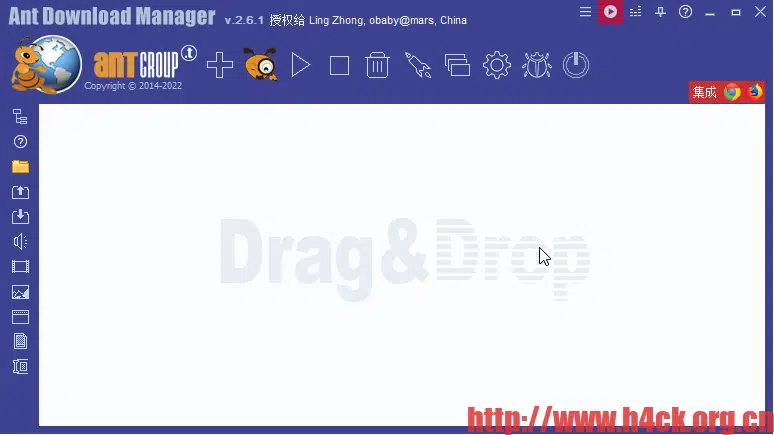 Ant Download Manager v.2.6.1 授权给 Ling Zhong, obaby@mars, China
ANT GROUP .t
Copyright © 2014-2022
集成
Drag&Drop
http://www.h4ck.org.cn